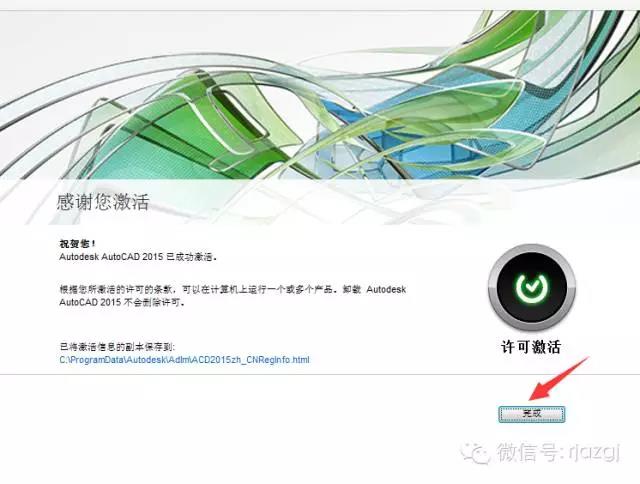 感谢您激活
祝贺您！
Autodesk AutoCAD 2015 已成功激活。
根据您所激活的许可的条款，可以在计算机上运行一个或多个产品。卸载 Autodesk
AutoCAD 2015 不会删除许可。
已将激活信息的副本保存到:
C:\ProgramData\Autodesk\Adlm\ACD2015zh_CNRegInfo.html
许可激活
完成
微信号: rjazgj